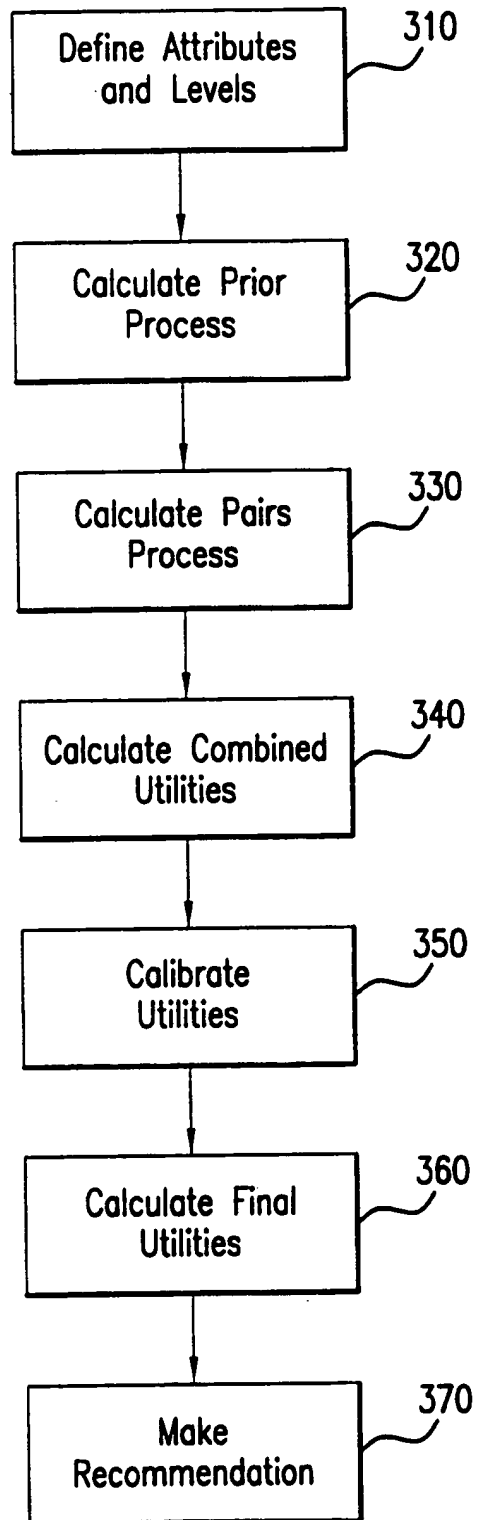 310
Define Attributes
and Levels
320
Calculate Prior
Process
330
Calculate Pairs
Process
340
Calculate Combined
Utilities
350
Calibrate
Utilities
360
Calculate Final
Utilities
370
Make
Recommendation